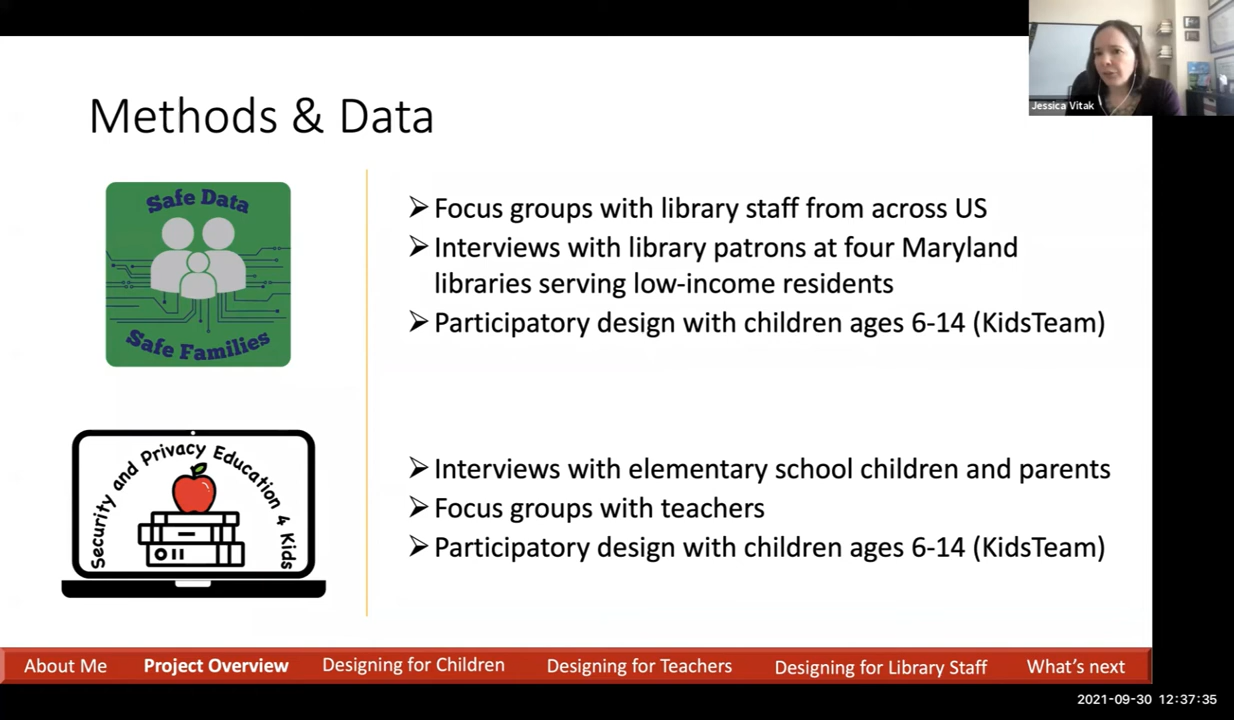 Jessica Vitak
Methods & Data
Safe Data
Safe Families
➢Focus groups with library staff from across US
➢Interviews with library patrons at four Maryland
libraries serving low-income residents
➢Participatory design with children ages 6-14 (KidsTeam)
Security and Privacy Education 4 Kids
➢Interviews with elementary school children and parents
➢Focus groups with teachers
➢Participatory design with children ages 6-14 (KidsTeam)
About Me Project Overview Designing for Children Designing for Teachers Designing for Library Staff What's next
2021-09-30 12:37:35